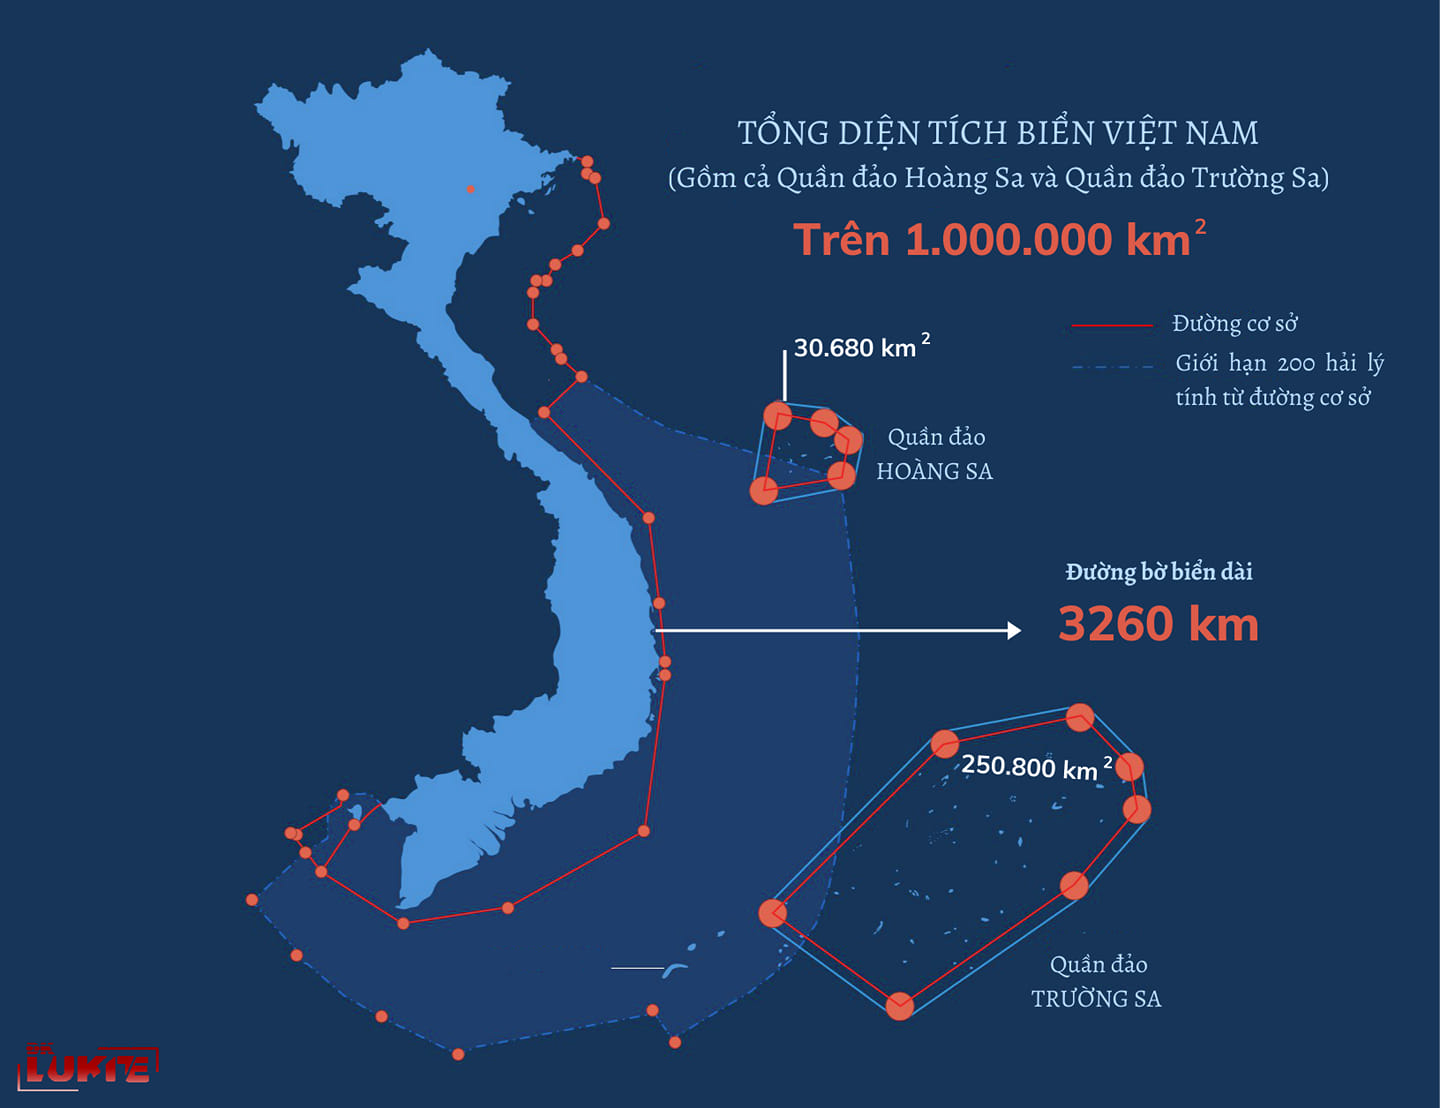 TỔNG DIỆN TÍCH BIỂN VIỆT NAM
(Gồm cả Quần đảo Hoàng Sa và Quần đảo Trường Sa)
Trên 1.000.000 km²
Đường cơ sở
Giới hạn 200 hải lý
tính từ đường cơ sở
30.680 km²
Quần đảo
HOÀNG SA
Đường bờ biển dài
3260 km
250.800 km²
Quần đảo
TRƯỜNG SA
ĐK
LUKTE